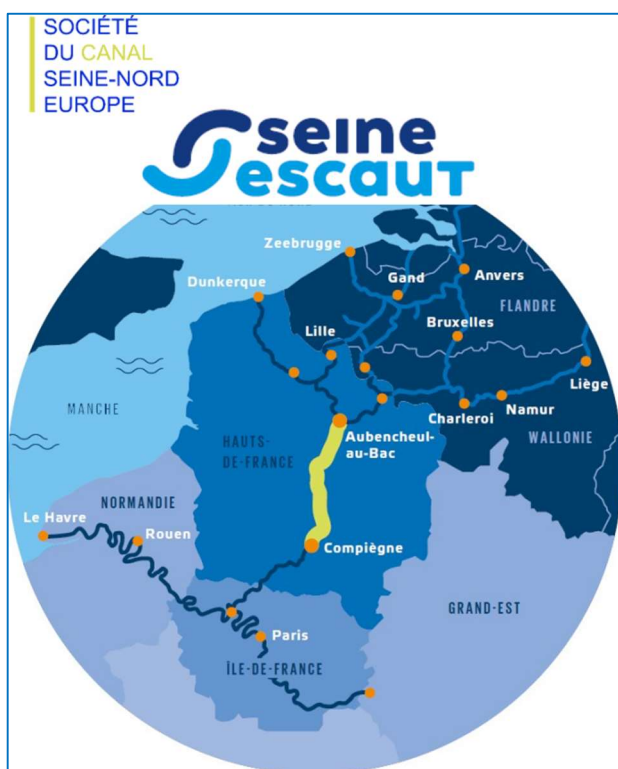 SOCIÉTÉ
DU CANAL
SEINE-NORD
EUROPE
seine
escaut
Zeebrugge
Dunkerque
Gand
Anvers
FLANDRE
Lille
Bruxelles
Liège
MANCHE
Charleroi
Namur
HAUTS-
DE-FRANCE
Aubencheul-
au-Bac
WALLONIE
NORMANDIE
Le Havre
Rouen
Compiègne
GRAND-EST
Paris
ÎLE-DE-FRANCE